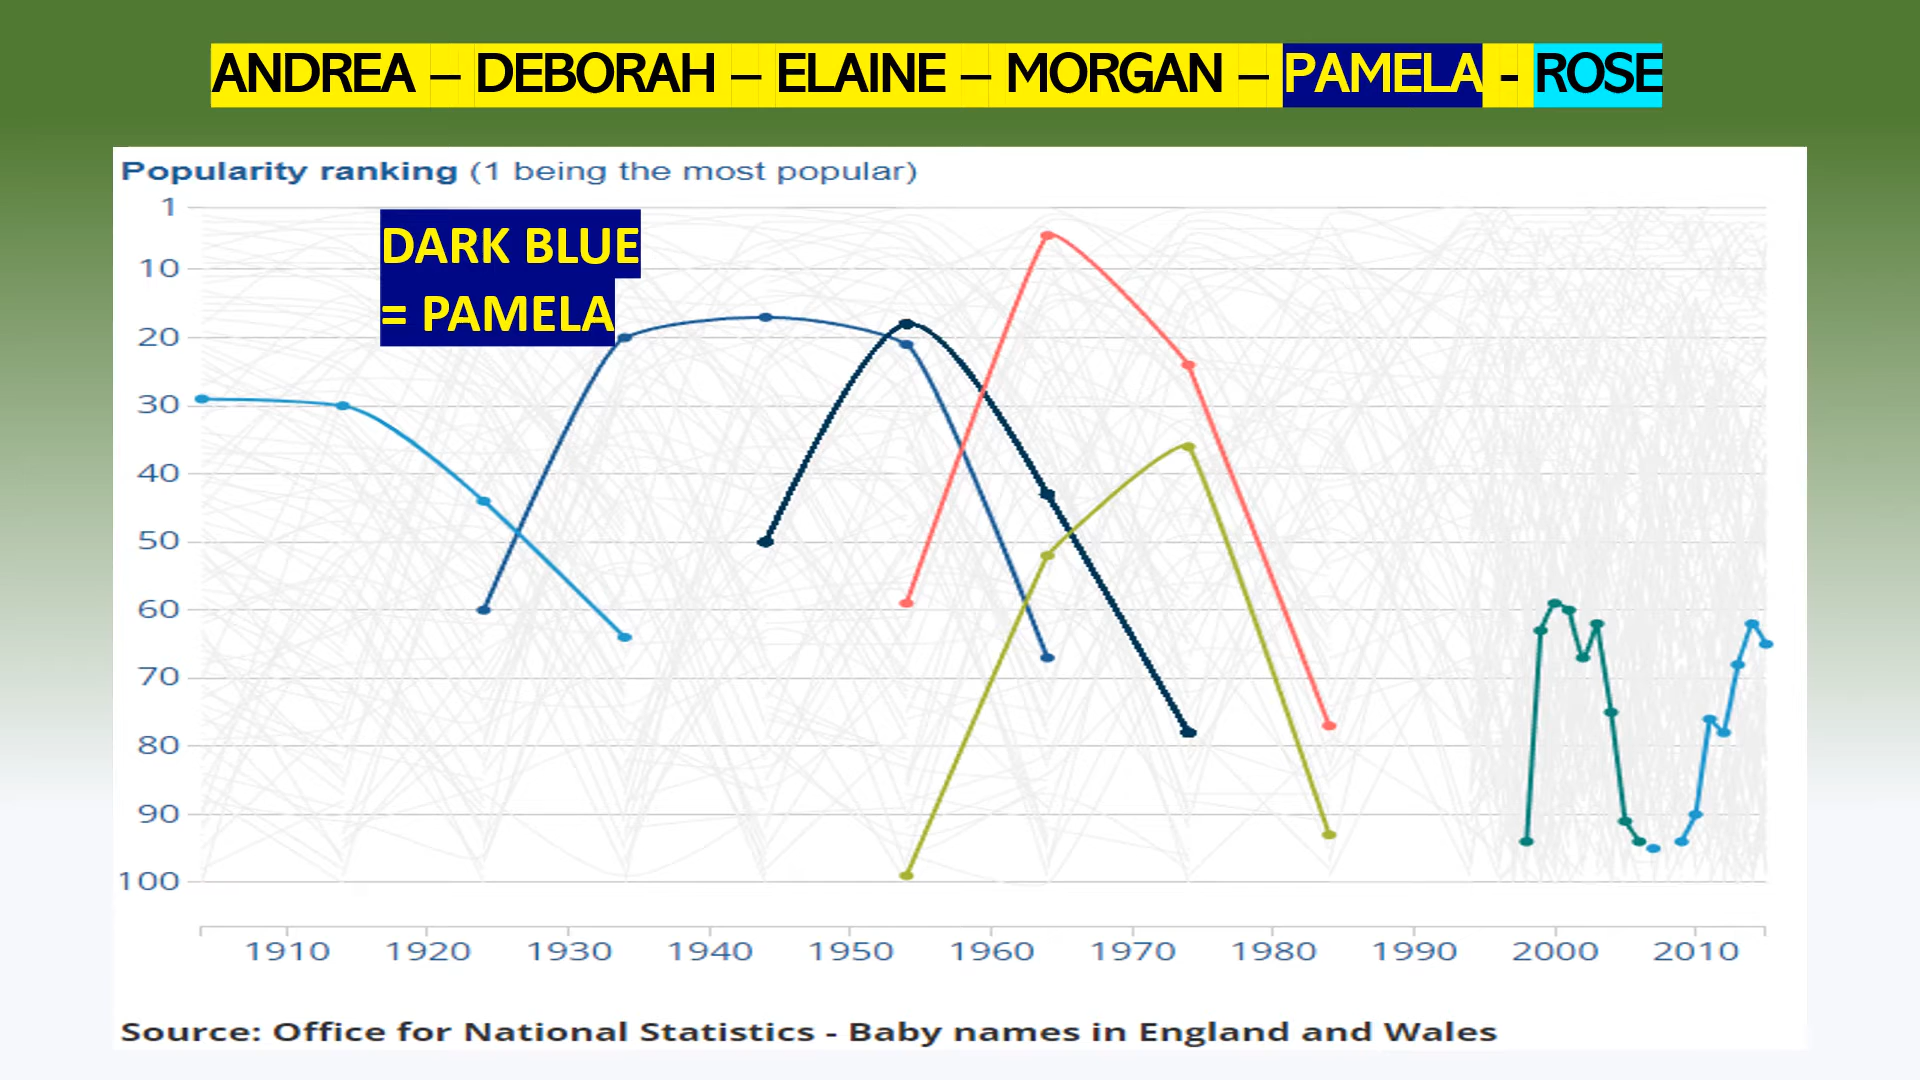 ANDREA – DEBORAH – ELAINE – MORGAN – PAMELA - ROSE
Popularity ranking (1 being the most popular)
DARK BLUE
= PAMELA
1
10
20
30
40
50
60
70
80
90
100
1910 1920 1930 1940 1950 1960 1970 1980 1990 2000 2010
Source: Office for National Statistics - Baby names in England and Wales